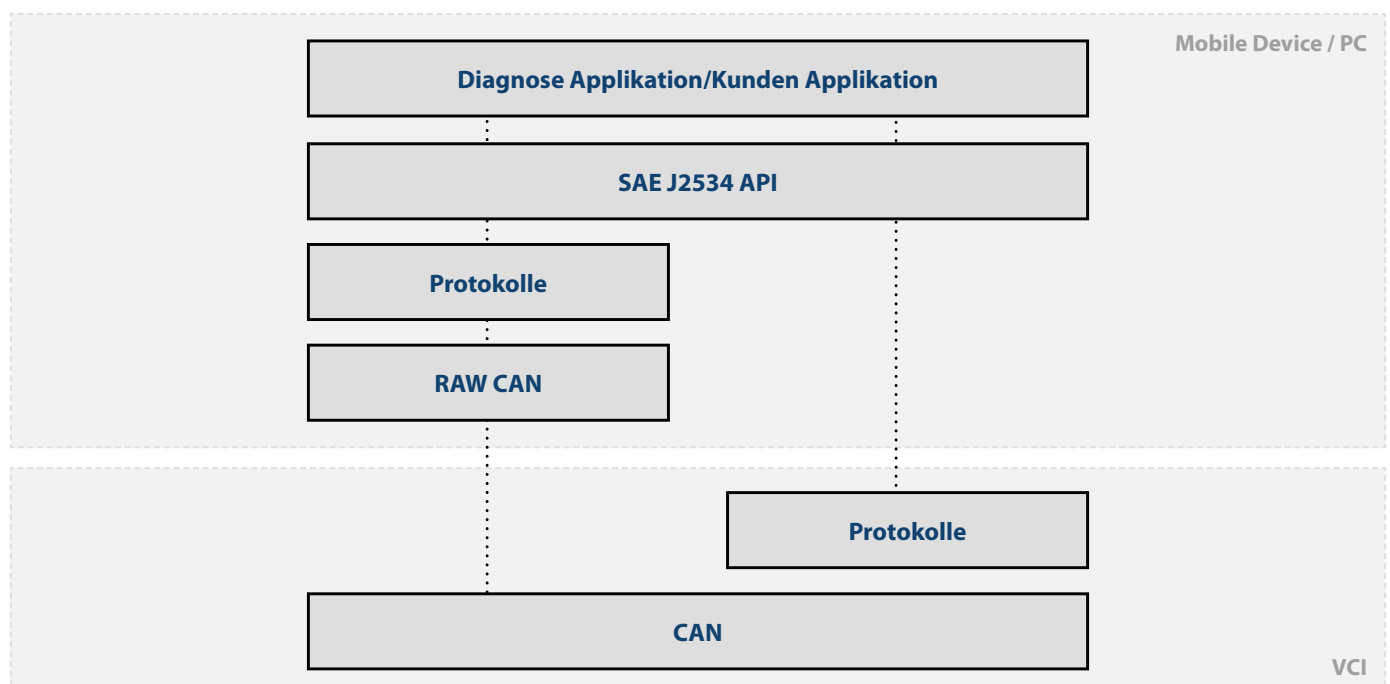 Mobile Device / PC
Diagnose Applikation/Kunden Applikation
SAE J2534 API
Protokolle
RAW CAN
Protokolle
CAN
VCI